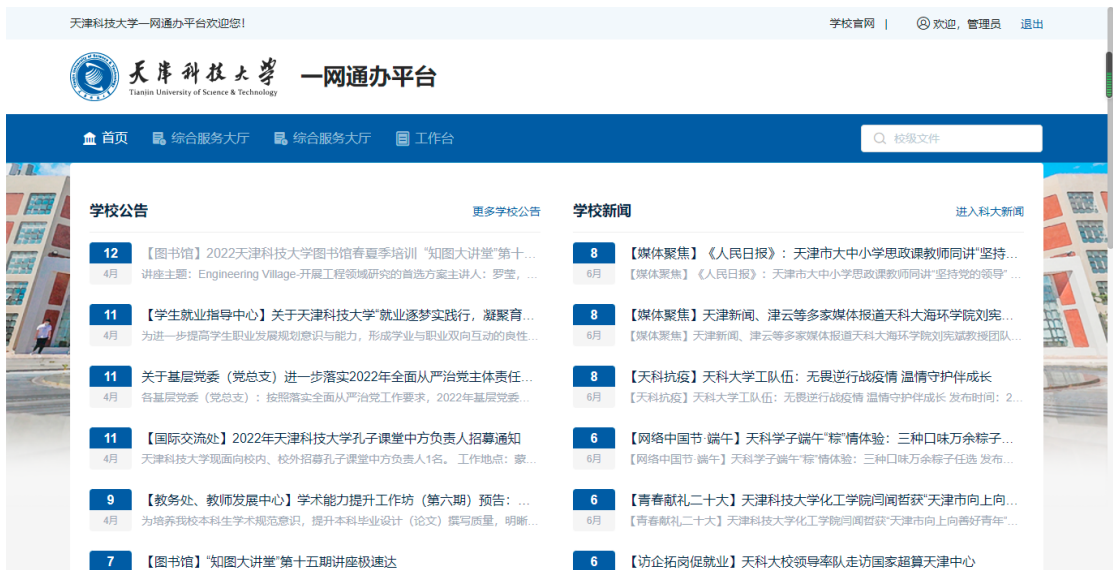 天津科技大学一网通办平台欢迎您！
学校官网 | 欢迎，管理员 退出
天津科技大学 一网通办平台
Tianjin University of Science & Technology
首页 综合服务大厅 综合服务大厅 工作台 校级文件
学校公告 更多学校公告
12 【图书馆】2022天津科技大学图书馆春夏季培训 “知图大讲堂”第十...
4月 讲座主题：Engineering Village-开展工程领域研究的首选方案主讲人：罗莹，...
11 【学生就业指导中心】关于天津科技大学“就业逐梦实践行，凝聚育...
4月 为进一步提高学生职业发展规划意识与能力，形成学业与职业双向互动的良性...
11 关于基层党委（党总支）进一步落实2022年全面从严治党主体责任...
4月 各基层党委（党总支）：按照落实全面从严治党工作要求，2022年基层党委...
11 【国际交流处】2022年天津科技大学孔子课堂中方负责人招募通知
4月 天津科技大学现面向校内、校外招募孔子课堂中方负责人1名。 工作地点：蒙...
9 【教务处、教师发展中心】学术能力提升工作坊（第六期）预告：...
4月 为培养我校本科生学术规范意识，提升本科毕业设计（论文）撰写质量，明晰...
7 【图书馆】“知图大讲堂”第十五期讲座极速达
学校新闻 进入科大新闻
8 【媒体聚焦】《人民日报》：天津市大中小学思政课教师同讲“坚持...
6月 【媒体聚焦】《人民日报》：天津市大中小学思政课教师同讲“坚持党的领导” ...
8 【媒体聚焦】天津新闻、津云等多家媒体报道天科大海环学院刘宪...
6月 【媒体聚焦】天津新闻、津云等多家媒体报道天科大海环学院刘宪斌教授团队...
8 【天科抗疫】天科大学工队伍：无畏逆行战疫情 温情守护伴成长
6月 【天科抗疫】天科大学工队伍：无畏逆行战疫情 温情守护伴成长 发布时间：2...
6 【网络中国节·端午】天科学子端午“粽”情体验：三种口味万余粽子...
6月 【网络中国节·端午】天科学子端午“粽”情体验：三种口味万余粽子任选 发布...
6 【青春献礼二十大】天津科技大学化工学院闫闻哲获“天津市向上向...
6月 【青春献礼二十大】天津科技大学化工学院闫闻哲获“天津市向上向善好青年”...
6 【访企拓岗促就业】天科大校领导率队走访国家超算天津中心